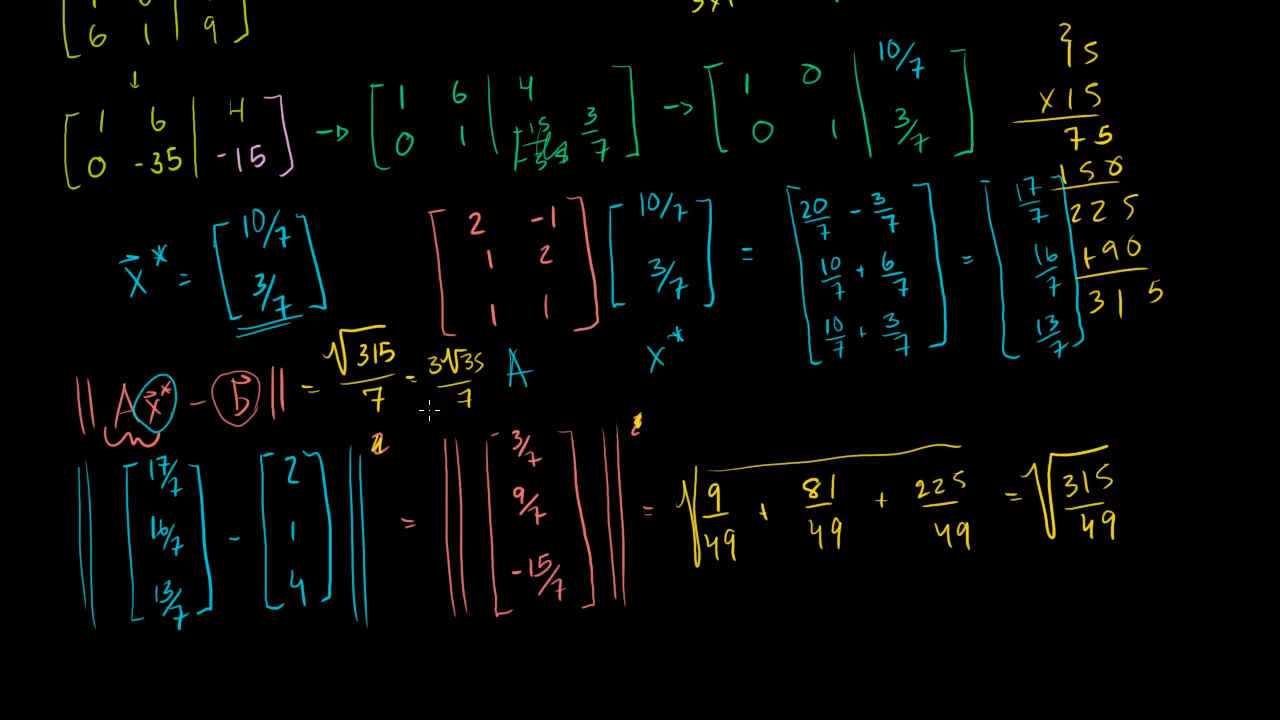 3x1
[6 1 | 9]
↓
[1 6 | 4
0 -35 | -15] → [1 6 | 4
0 1 | 3/7] → [1 0 | 10/7
0 1 | 3/7]
25
x15
75
150
225
+90
315
x⃗* = [10/7
3/7]
[2 -1
1 2
1 1] [10/7
3/7] = [20/7 - 3/7
10/7 + 6/7
10/7 + 3/7] = [17/7
16/7
13/7]
A x*
||Ax⃗* - b⃗|| = √315/7 = 3√35/7
||[17/7
16/7
13/7] - [2
1
4]|| = ||[3/7
9/7
-15/7]|| = √(9/49 + 81/49 + 225/49) = √(315/49)